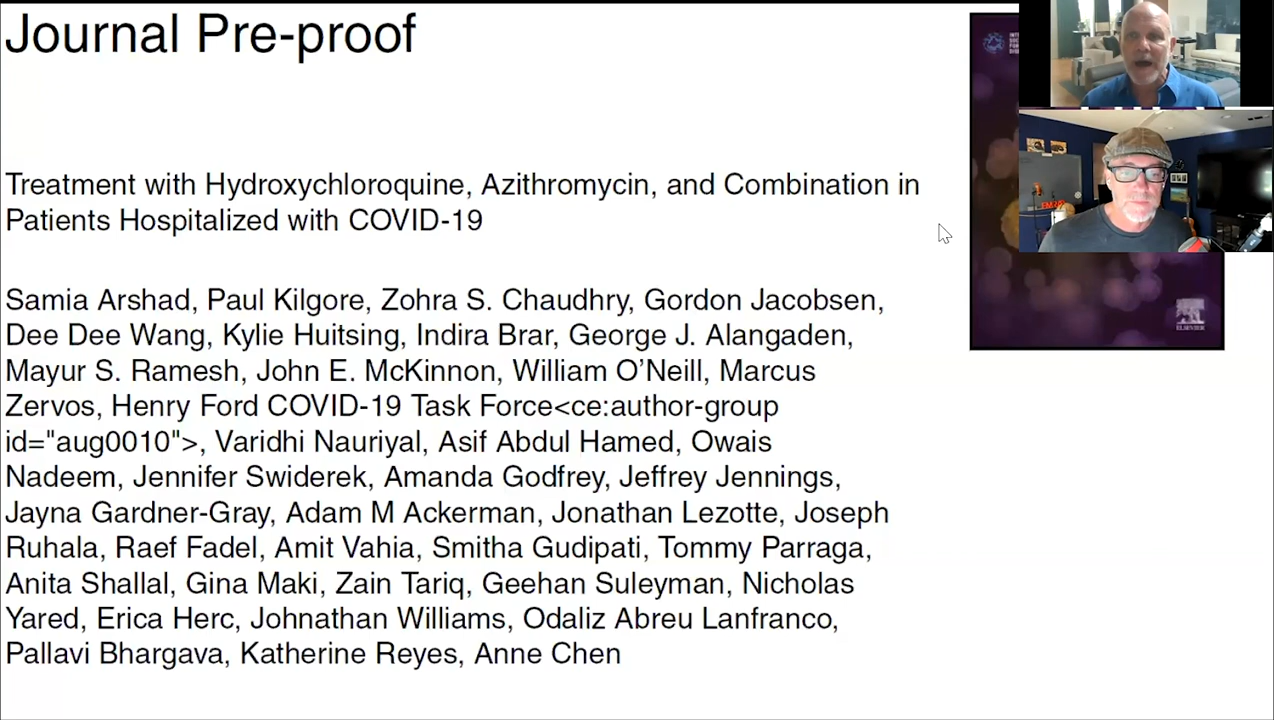 Journal Pre-proof
Treatment with Hydroxychloroquine, Azithromycin, and Combination in
Patients Hospitalized with COVID-19
Samia Arshad, Paul Kilgore, Zohra S. Chaudhry, Gordon Jacobsen,
Dee Dee Wang, Kylie Huitsing, Indira Brar, George J. Alangaden,
Mayur S. Ramesh, John E. McKinnon, William O’Neill, Marcus
Zervos, Henry Ford COVID-19 Task Force<ce:author-group
id="aug0010">, Varidhi Nauriyal, Asif Abdul Hamed, Owais
Nadeem, Jennifer Swiderek, Amanda Godfrey, Jeffrey Jennings,
Jayna Gardner-Gray, Adam M Ackerman, Jonathan Lezotte, Joseph
Ruhala, Raef Fadel, Amit Vahia, Smitha Gudipati, Tommy Parraga,
Anita Shallal, Gina Maki, Zain Tariq, Geehan Suleyman, Nicholas
Yared, Erica Herc, Johnathan Williams, Odaliz Abreu Lanfranco,
Pallavi Bhargava, Katherine Reyes, Anne Chen
ELSEVIER